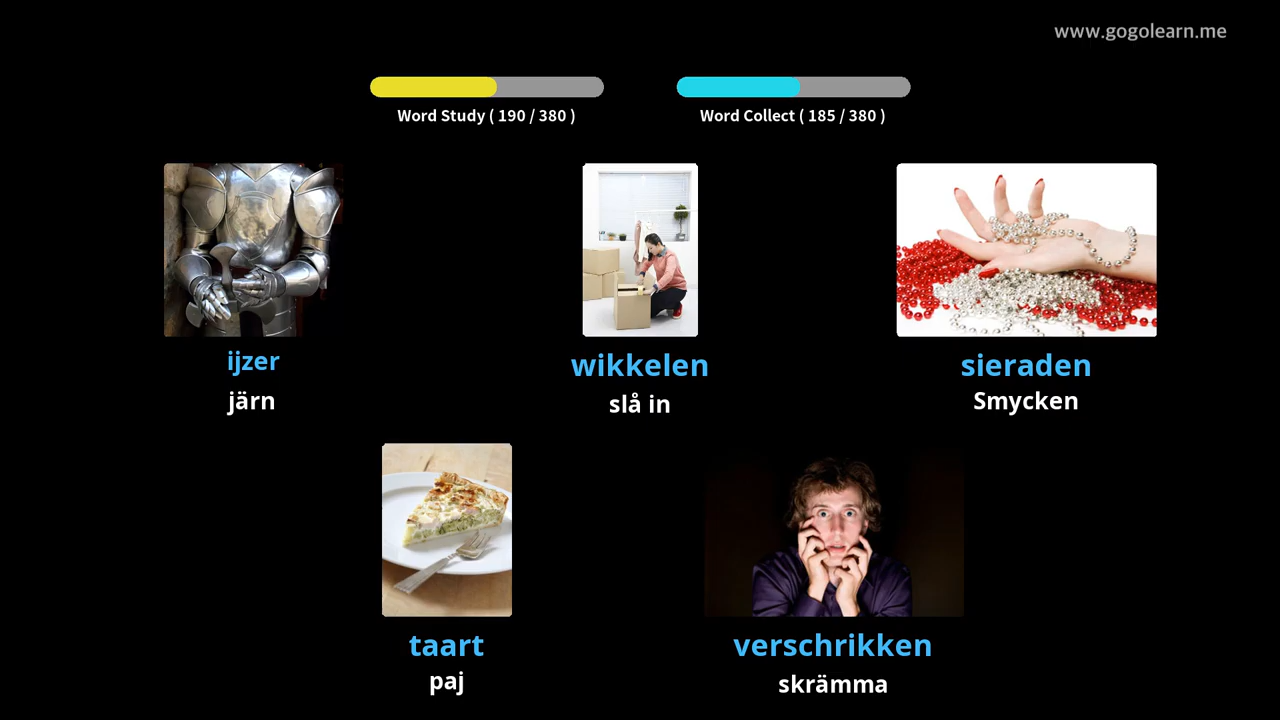 www.gogolearn.me
Word Study ( 190 / 380 )
Word Collect ( 185 / 380 )
ijzer
järn
wikkelen
slå in
sieraden
Smycken
taart
paj
verschrikken
skrämma